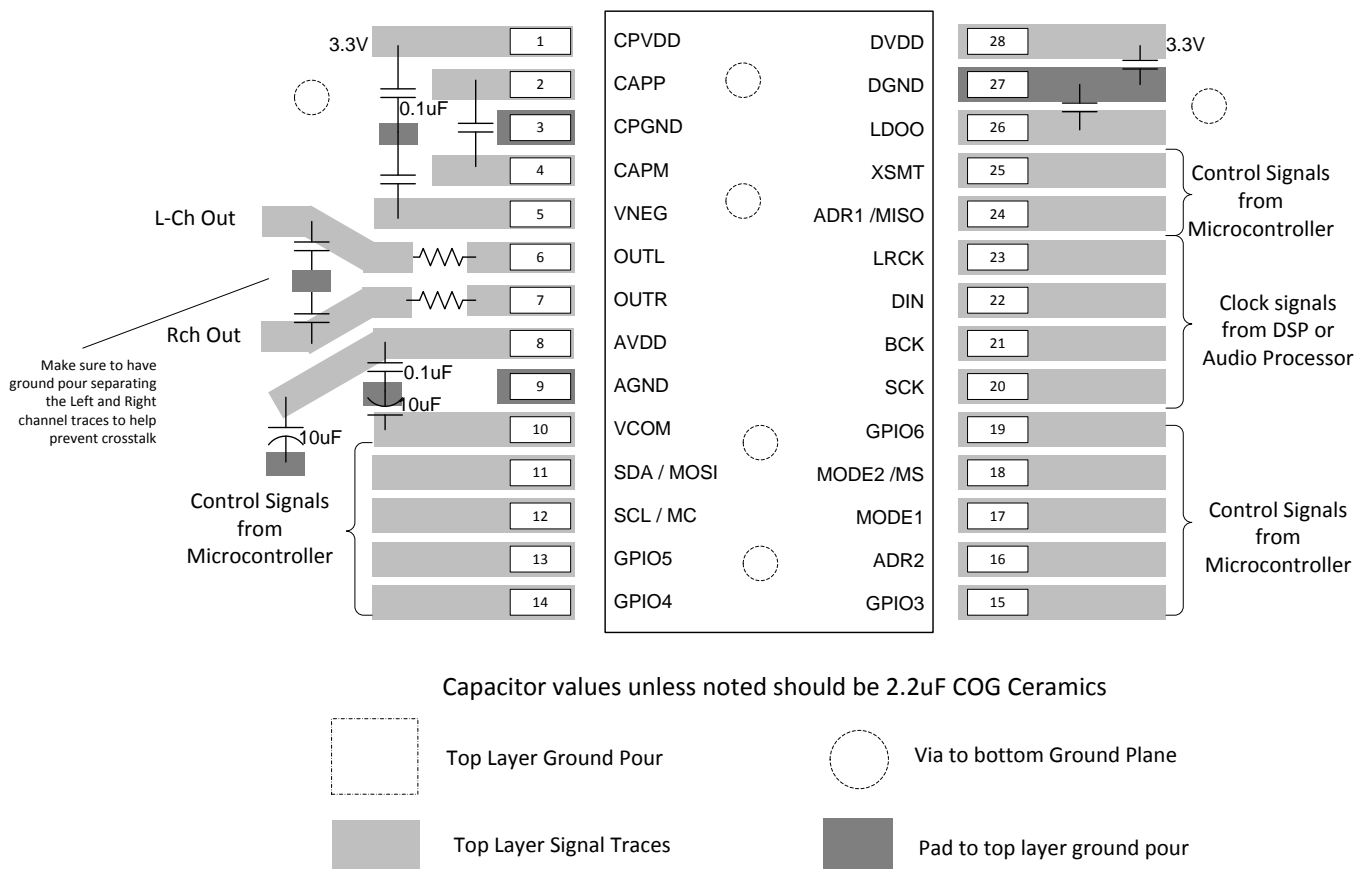 3.3V
1
CPVDD
DVDD
28
3.3V
2
CAPP
DGND
27
0.1uF
3
CPGND
LDOO
26
4
CAPM
XSMT
25
Control Signals
from
Microcontroller
L-Ch Out
5
VNEG
ADR1 /MISO
24
6
OUTL
LRCK
23
7
OUTR
DIN
22
Clock signals
from DSP or
Audio Processor
Rch Out
8
AVDD
BCK
21
Make sure to have
ground pour separating
the Left and Right
channel traces to help
prevent crosstalk
0.1uF
9
AGND
SCK
20
10uF
10uF
10
VCOM
GPIO6
19
11
SDA / MOSI
MODE2 /MS
18
Control Signals
from
Microcontroller
12
SCL / MC
MODE1
17
Control Signals
from
Microcontroller
13
GPIO5
ADR2
16
14
GPIO4
GPIO3
15
Capacitor values unless noted should be 2.2uF COG Ceramics
Top Layer Ground Pour
Via to bottom Ground Plane
Top Layer Signal Traces
Pad to top layer ground pour